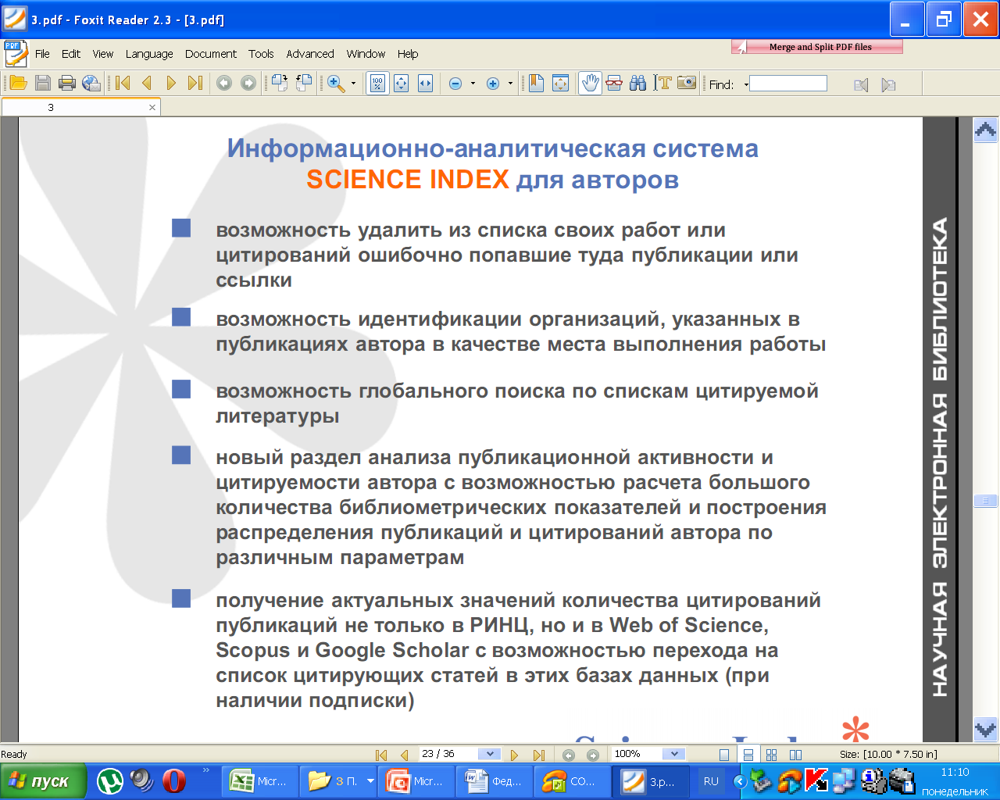 3.pdf - Foxit Reader 2.3 - [3.pdf]
PDF File Edit View Language Document Tools Advanced Window Help
Merge and Split PDF files
100 % Find:
3
Информационно-аналитическая система
SCIENCE INDEX для авторов
возможность удалить из списка своих работ или
цитирований ошибочно попавшие туда публикации или
ссылки
возможность идентификации организаций, указанных в
публикациях автора в качестве места выполнения работы
возможность глобального поиска по спискам цитируемой
литературы
новый раздел анализа публикационной активности и
цитируемости автора с возможностью расчета большого
количества библиометрических показателей и построения
распределения публикаций и цитирований автора по
различным параметрам
получение актуальных значений количества цитирований
публикаций не только в РИНЦ, но и в Web of Science,
Scopus и Google Scholar с возможностью перехода на
список цитирующих статей в этих базах данных (при
наличии подписки)
НАУЧНАЯ ЭЛЕКТРОННАЯ БИБЛИОТЕКА
Ready
23 / 36
100%
Size: [10.00 * 7.50 in]
пуск
Micr...
3 П.
Micr...
Фед...
CO...
3.p...
RU
11:10
понедельник